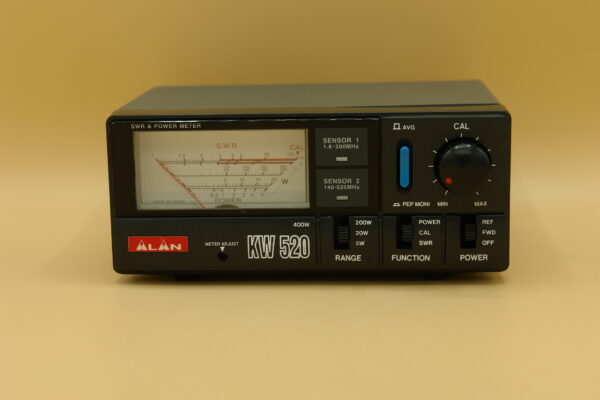 SWR & POWER METER
S.W.R
CAL
W
POWER
SENSOR 1
1.8-200MHz
SENSOR 2
140-525MHz
AVG
PEP MONI
CAL
MIN
MAX
ALAN
METER ADJUST
400W
KW 520
200W
20W
5W
RANGE
POWER
CAL
SWR
FUNCTION
REF
FWD
OFF
POWER